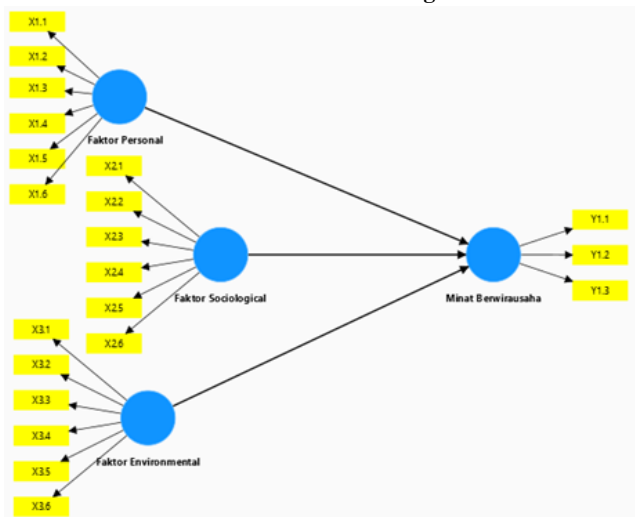 g
X1.1
X1.2
X1.3
X1.4
X1.5
X1.6
Faktor Personal
X2.1
X2.2
X2.3
X2.4
X2.5
X2.6
Faktor Sociological
Y1.1
Y1.2
Y1.3
Minat Berwirausaha
X3.1
X3.2
X3.3
X3.4
X3.5
X3.6
Faktor Environmental